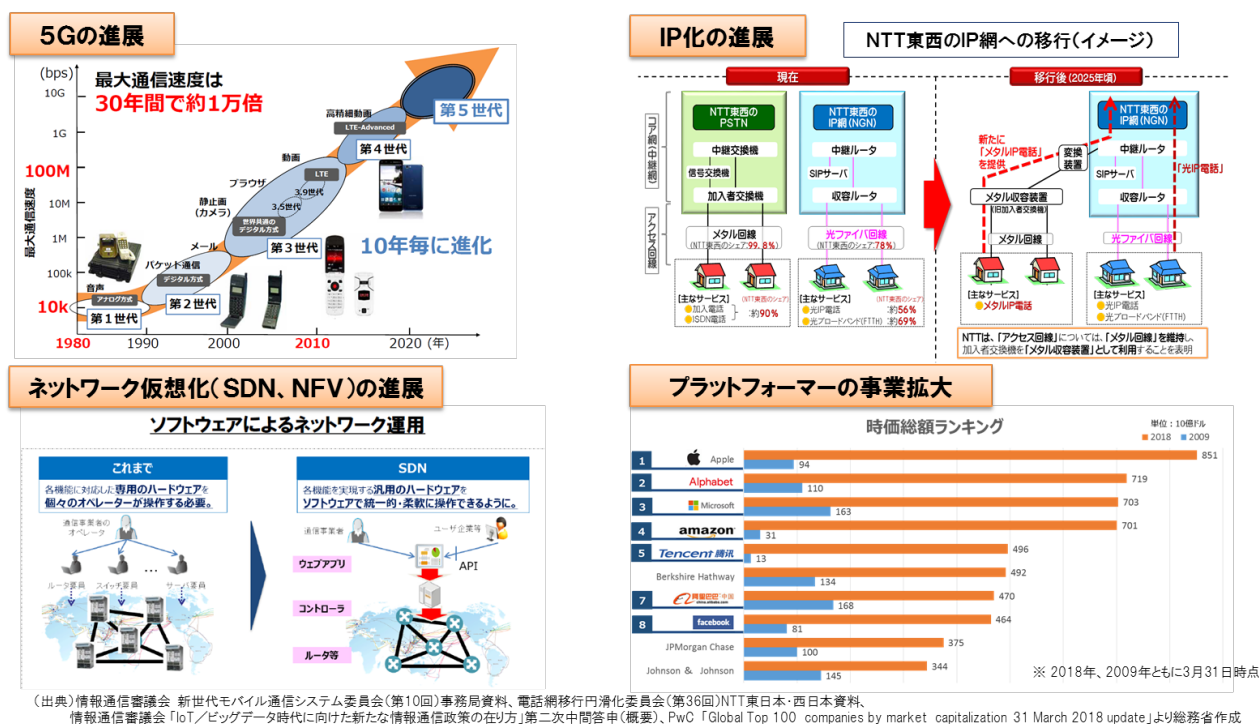 5Gの進展
(bps)
10G
1G
100M
10M
1M
100k
10k
最大通信速度
最大通信速度は
30年間で約1万倍
音声
アナログ方式
第1世代
パケット通信
メール
デジタル方式
第2世代
静止画
(カメラ)
ブラウザ
世界共通の
デジタル方式
3.5世代
3.9世代
第3世代
動画
LTE
高精細動画
LTE-Advanced
第4世代
第5世代
10年毎に進化
1980 1990 2000 2010 2020 (年)
IP化の進展
NTT東西のIP網への移行(イメージ)
現在
移行後(2025年頃)
コア網(中継網)
アクセス回線
NTT東西の
PSTN
中継交換機
信号交換機
加入者交換機
メタル回線
(NTT東西のシェア:99.8%)
[主なサービス]
加入電話
ISDN電話
(NTT東西のシェア)
:約90%
NTT東西の
IP網(NGN)
中継ルータ
SIPサーバ
収容ルータ
光ファイバ回線
(NTT東西のシェア:78%)
[主なサービス]
光IP電話
光ブロードバンド(FTTH)
(NTT東西のシェア)
:約56%
:約69%
新たに
「メタルIP電話」
を提供
変換
装置
メタル収容装置
(旧加入者交換機)
メタル回線
[主なサービス]
メタルIP電話
NTT東西の
IP網(NGN)
中継ルータ
SIPサーバ
収容ルータ
「光IP電話」
光ファイバ回線
[主なサービス]
光IP電話
光ブロードバンド(FTTH)
NTTは、「アクセス回線」については、「メタル回線」を維持し、
加入者交換機を「メタル収容装置」として利用することを表明
ネットワーク仮想化(SDN、NFV)の進展
ソフトウェアによるネットワーク運用
これまで
各機能に対応した専用のハードウェアを
個々のオペレーターが操作する必要。
通信事業者の
オペレータ
...
ルータ要員 スイッチ要員 サーバ要員
SDN
各機能を実現する汎用のハードウェアを
ソフトウェアで統一的・柔軟に操作できるように。
通信事業者
ユーザ企業等
API
ウェブアプリ
コントローラ
ルータ等
プラットフォーマーの事業拡大
時価総額ランキング
単位:10億ドル
2018 2009
1 Apple 851
94
2 Alphabet 719
110
3 Microsoft 703
163
4 amazon 701
31
5 Tencent 腾讯 496
13
Berkshire Hathway 492
134
7 阿里巴巴 中国 470
china.alibaba.com
168
8 facebook 464
81
JPMorgan Chase 375
100
Johnson & Johnson 344
145
※ 2018年、2009年ともに3月31日時点
(出典)情報通信審議会 新世代モバイル通信システム委員会(第10回)事務局資料、電話網移行円滑化委員会(第36回)NTT東日本・西日本資料、
情報通信審議会「IoT/ビッグデータ時代に向けた新たな情報通信政策の在り方」第二次中間答申(概要)、PwC「Global Top 100 companies by market capitalization 31 March 2018 update」より総務省作成